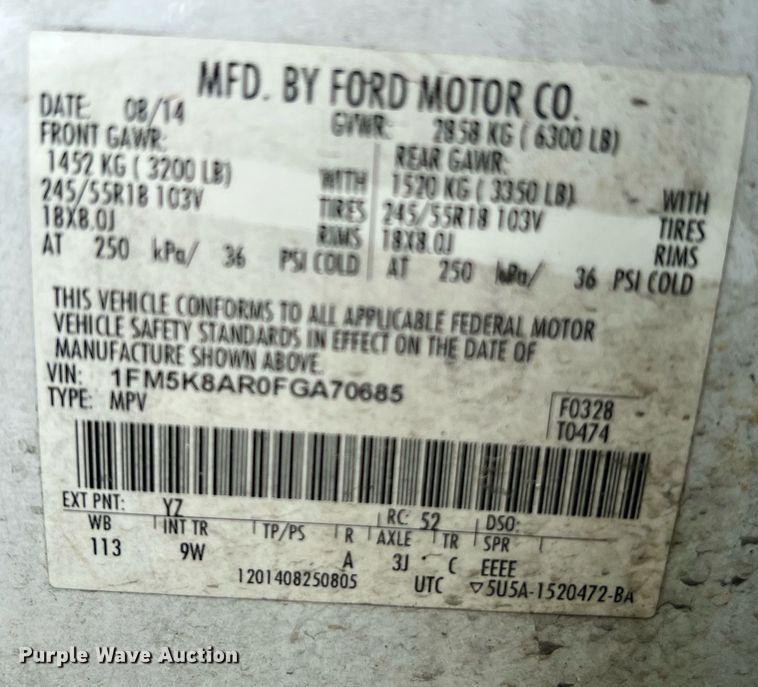 MFD. BY FORD MOTOR CO.
DATE: 08/14 GVWR: 2858 KG ( 6300 LB)
FRONT GAWR: REAR GAWR:
1452 KG ( 3200 LB) WITH 1520 KG ( 3350 LB) WITH
245/55R18 103V TIRES 245/55R18 103V TIRES
18X8.0J RIMS 18X8.0J RIMS
AT 250 kPa/ 36 PSI COLD AT 250 kPa/ 36 PSI COLD
THIS VEHICLE CONFORMS TO ALL APPLICABLE FEDERAL MOTOR
VEHICLE SAFETY STANDARDS IN EFFECT ON THE DATE OF
MANUFACTURE SHOWN ABOVE.
VIN: 1FM5K8AR0FGA70685
TYPE: MPV
F0328
T0474
EXT PNT: YZ RC: 52 DSO:
WB INT TR TP/PS R AXLE TR SPR
113 9W A 3J C EEEE
1201408250805 UTC ▽5U5A-1520472-BA
Purple Wave Auction